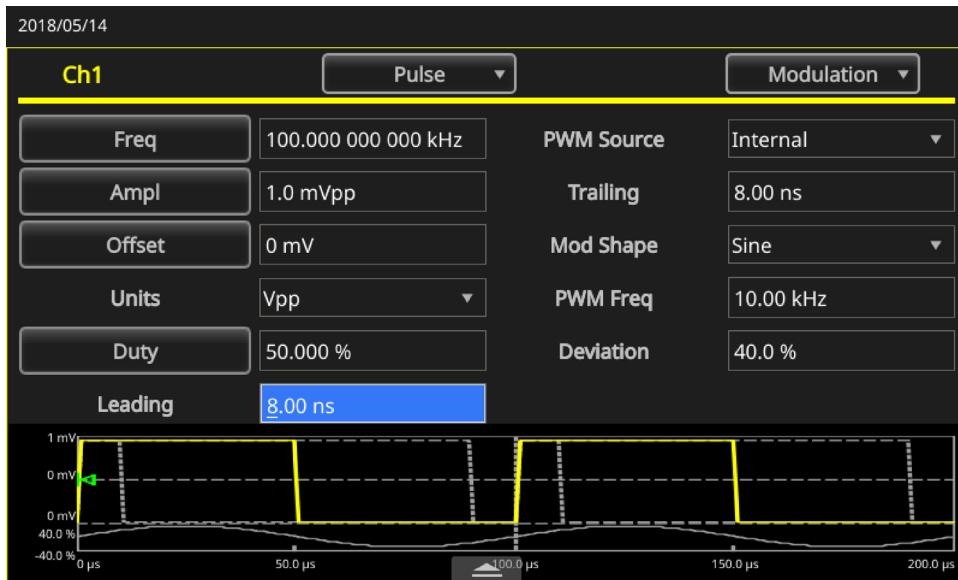 2018/05/14
Ch1 Pulse Modulation
Freq 100.000 000 000 kHz PWM Source Internal
Ampl 1.0 mVpp Trailing 8.00 ns
Offset 0 mV Mod Shape Sine
Units Vpp PWM Freq 10.00 kHz
Duty 50.000 % Deviation 40.0 %
Leading 8.00 ns
1 mV
0 mV
0 mV
40.0 %
-40.0 %
0 µs 50.0 µs 100.0 µs 150.0 µs 200.0 µs